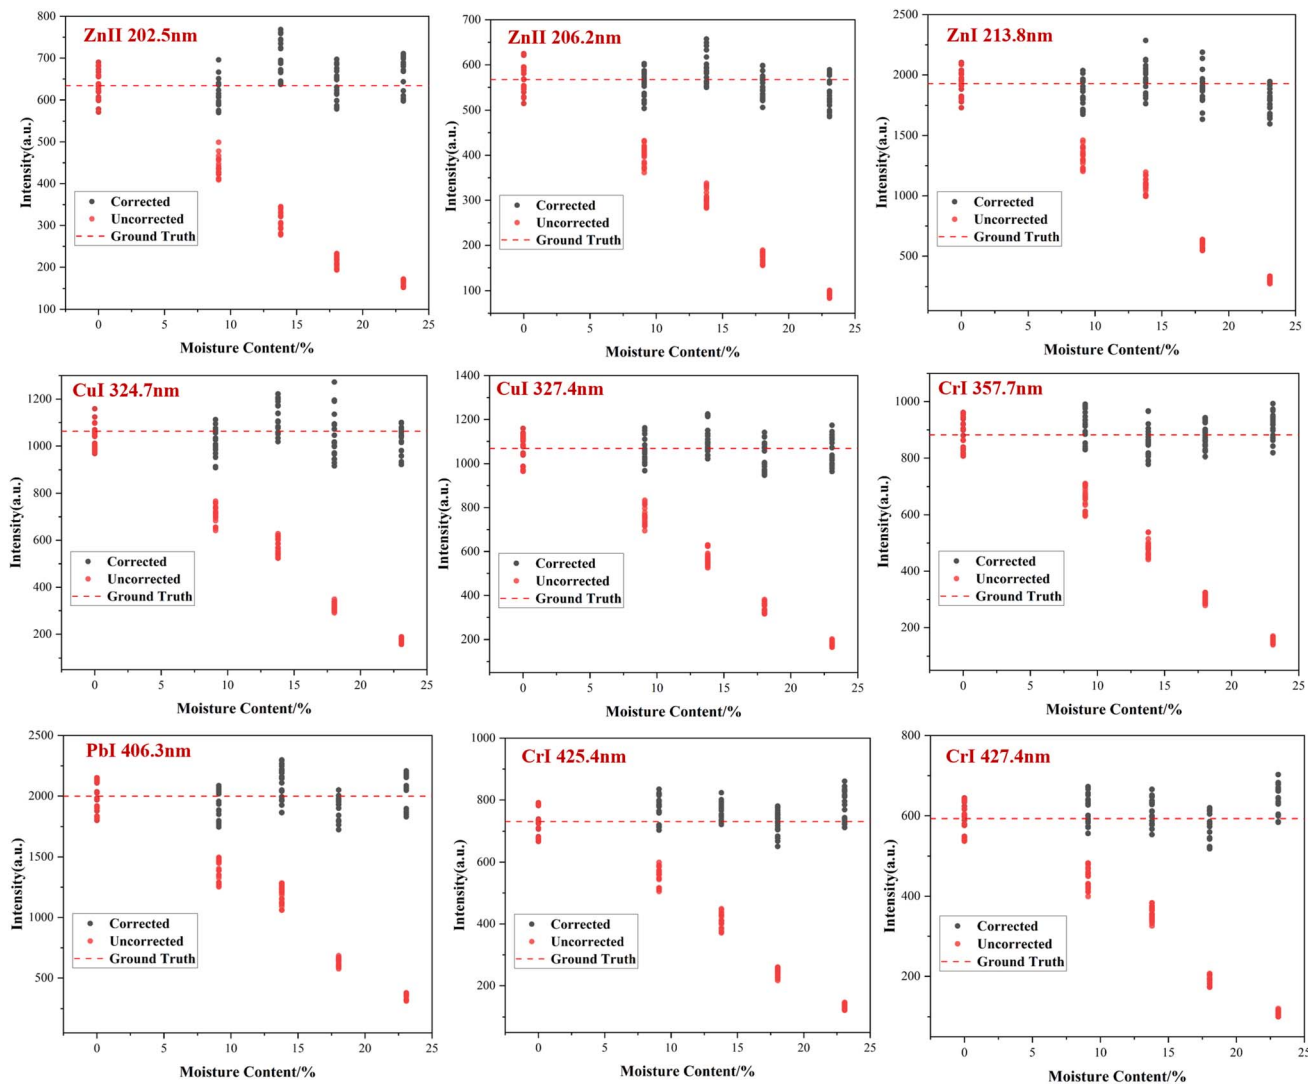 ZnII 202.5nm
800
700
600
500
400
300
200
100
Intensity(a.u.)
Corrected
Uncorrected
Ground Truth
0 5 10 15 20 25
Moisture Content/%
ZnII 206.2nm
700
600
500
400
300
200
100
Intensity(a.u.)
Corrected
Uncorrected
Ground Truth
0 5 10 15 20 25
Moisture Content/%
ZnI 213.8nm
2500
2000
1500
1000
500
Intensity(a.u.)
Corrected
Uncorrected
Ground Truth
0 5 10 15 20 25
Moisture Content/%
CuI 324.7nm
1200
1000
800
600
400
200
Intensity(a.u.)
Corrected
Uncorrected
Ground Truth
0 5 10 15 20 25
Moisture Content/%
CuI 327.4nm
1400
1200
1000
800
600
400
200
Intensity(a.u.)
Corrected
Uncorrected
Ground Truth
0 5 10 15 20 25
Moisture Content/%
CrI 357.7nm
1000
800
600
400
200
Intensity(a.u.)
Corrected
Uncorrected
Ground Truth
0 5 10 15 20 25
Moisture Content/%
PbI 406.3nm
2500
2000
1500
1000
500
Intensity(a.u.)
Corrected
Uncorrected
Ground Truth
0 5 10 15 20 25
Moisture Content/%
CrI 425.4nm
1000
800
600
400
200
Intensity(a.u.)
Corrected
Uncorrected
Ground Truth
0 5 10 15 20 25
Moisture Content/%
CrI 427.4nm
800
600
400
200
Intensity(a.u.)
Corrected
Uncorrected
Ground Truth
0 5 10 15 20 25
Moisture Content/%